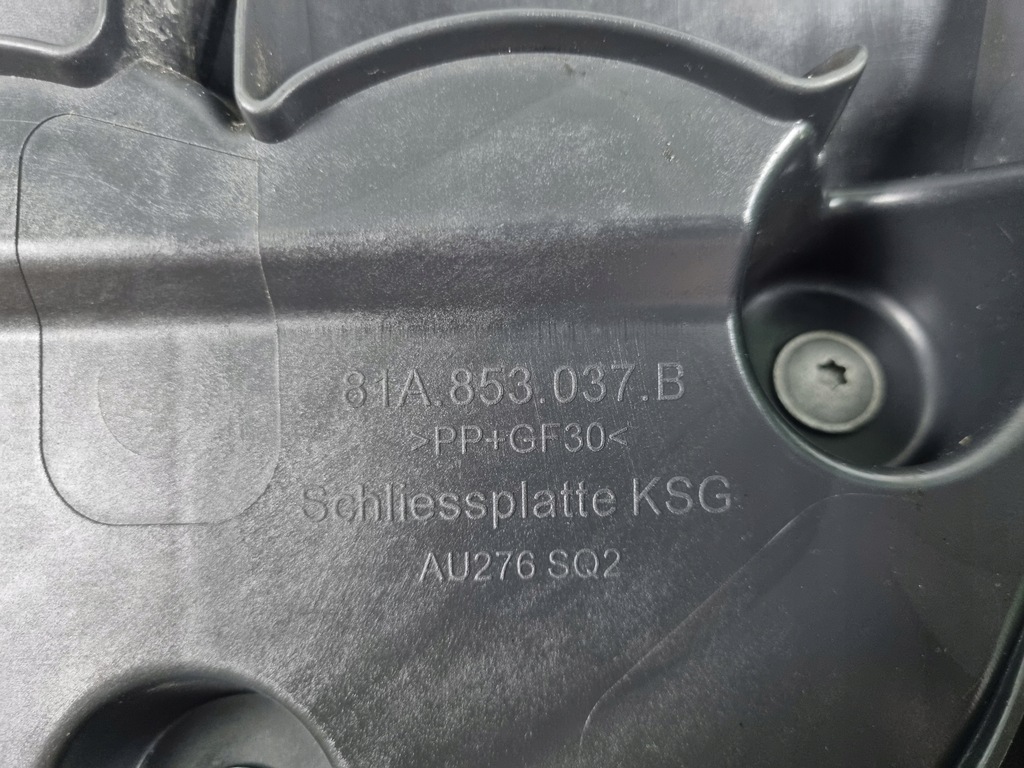 81A.853.037.B
>PP+GF30<
Schliessplatte KSG
AU276 SQ2